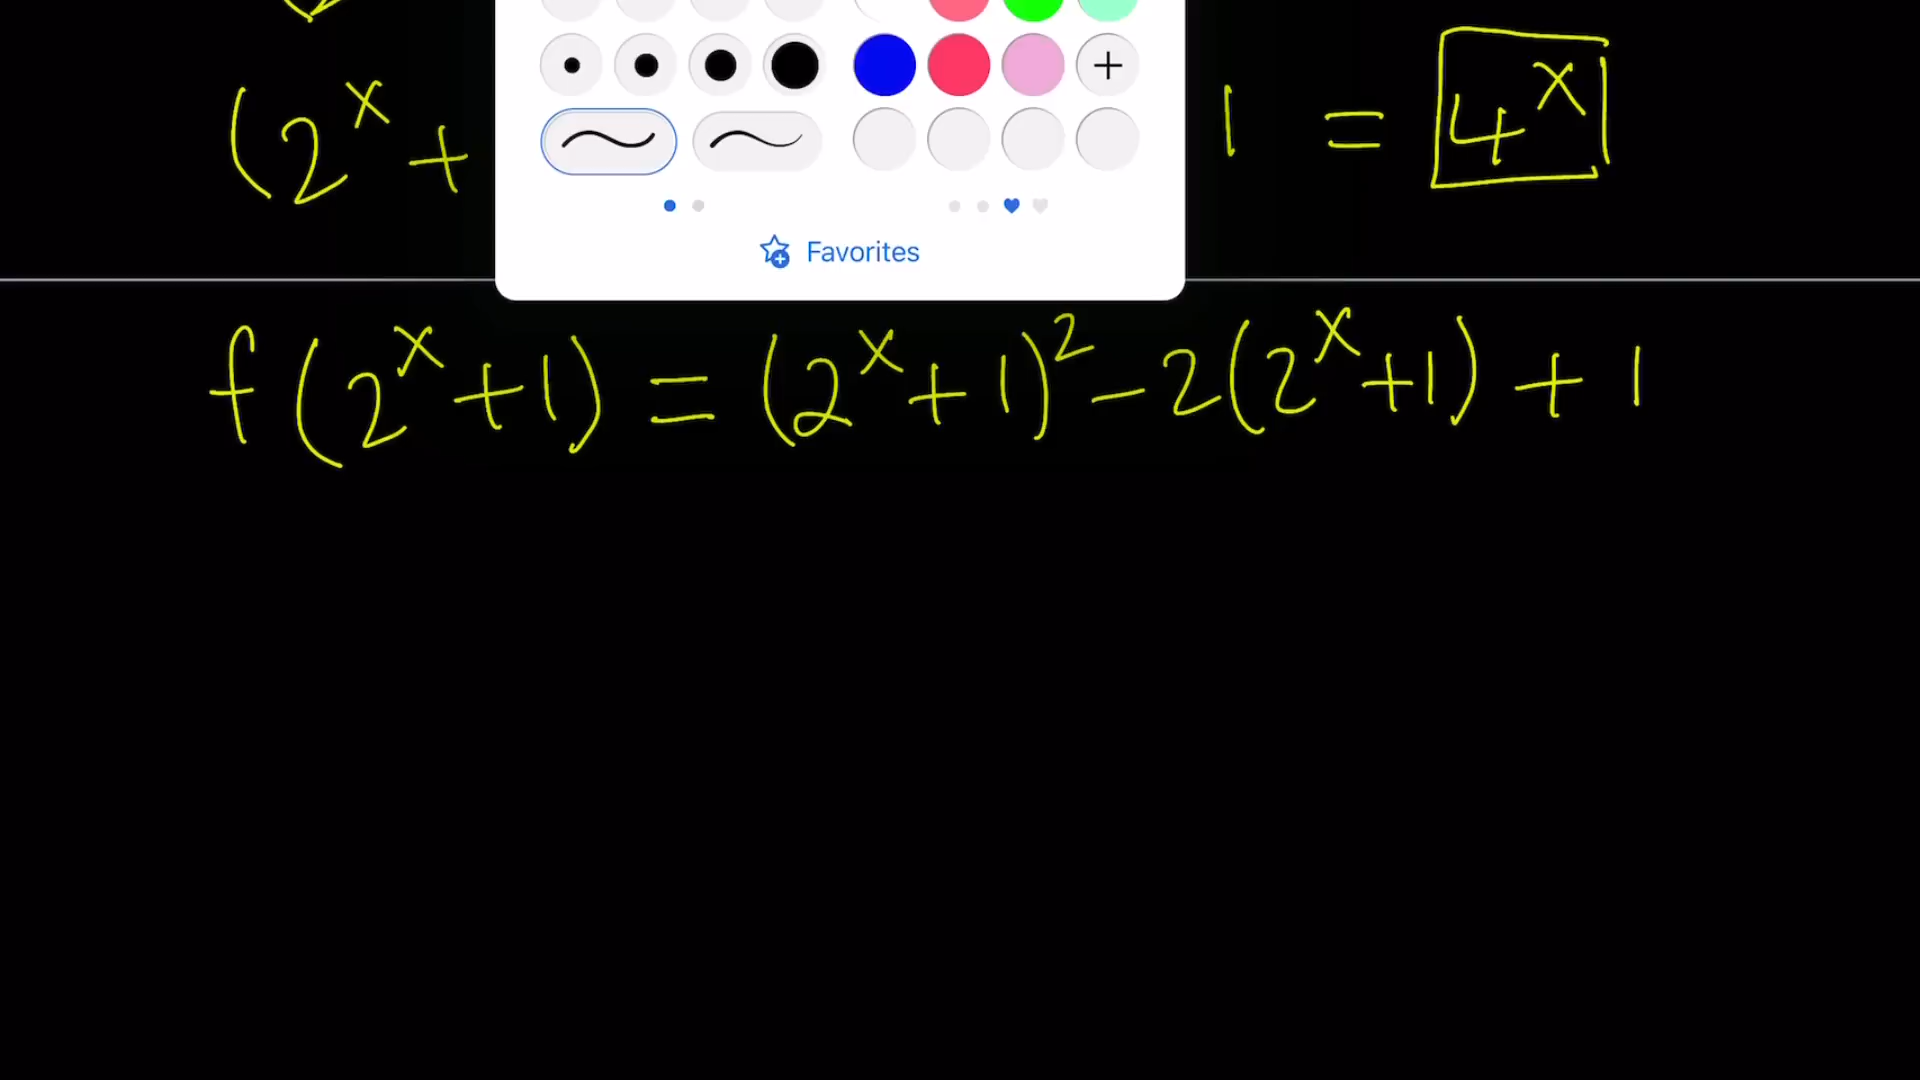 (2^x + 1 = 4^x
Favorites
f(2^x+1) = (2^x+1)^2 - 2(2^x+1) + 1